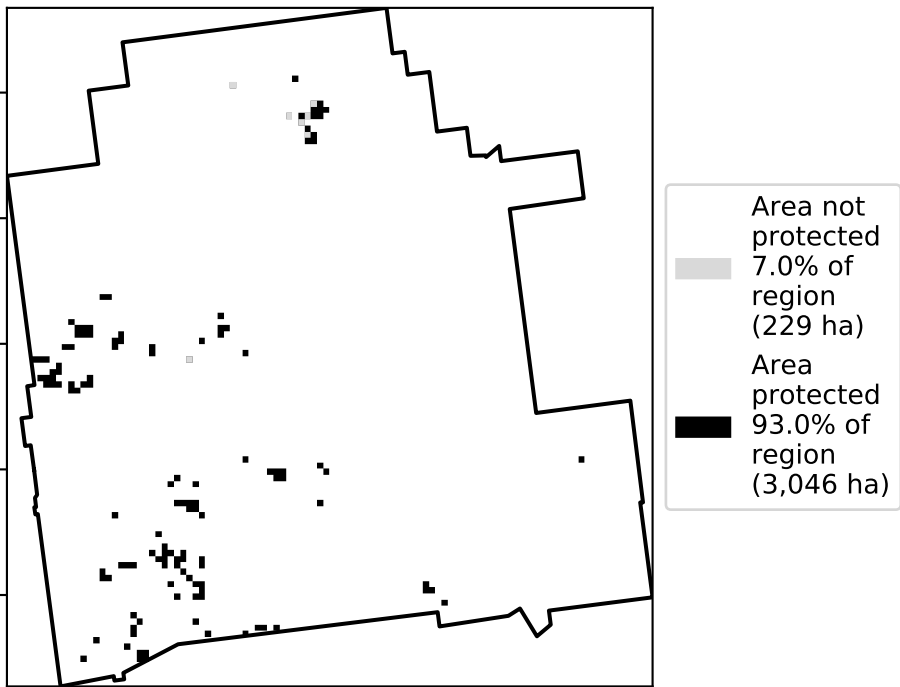 Area not
protected
7.0% of
region
(229 ha)
Area
protected
93.0% of
region
(3,046 ha)